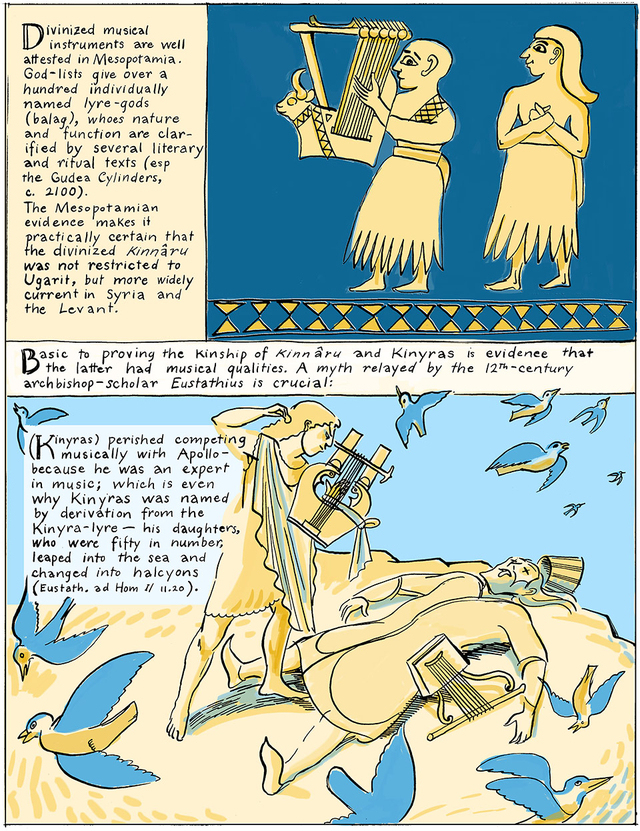 Divinized musical
instruments are well
attested in Mesopotamia.
God-lists give over a
hundred individually
named lyre-gods
(balag), whoes nature
and function are clar-
ified by several literary
and ritual texts (esp
the Gudea Cylinders,
c. 2100).
The Mesopotamian
evidence makes it
practically certain that
the divinized Kinnâru
was not restricted to
Ugarit, but more widely
current in Syria and
the Levant.
Basic to proving the kinship of Kinnâru and Kinyras is evidence that
the latter had musical qualities. A myth relayed by the 12th-century
archbishop-scholar Eustathius is crucial:
(Kinyras) perished competing
musically with Apollo-
because he was an expert
in music; which is even
why Kinyras was named
by derivation from the
Kinyra-lyre — his daughters,
who were fifty in number,
leaped into the sea and
changed into halcyons
(Eustath. ad Hom Il 11.20).